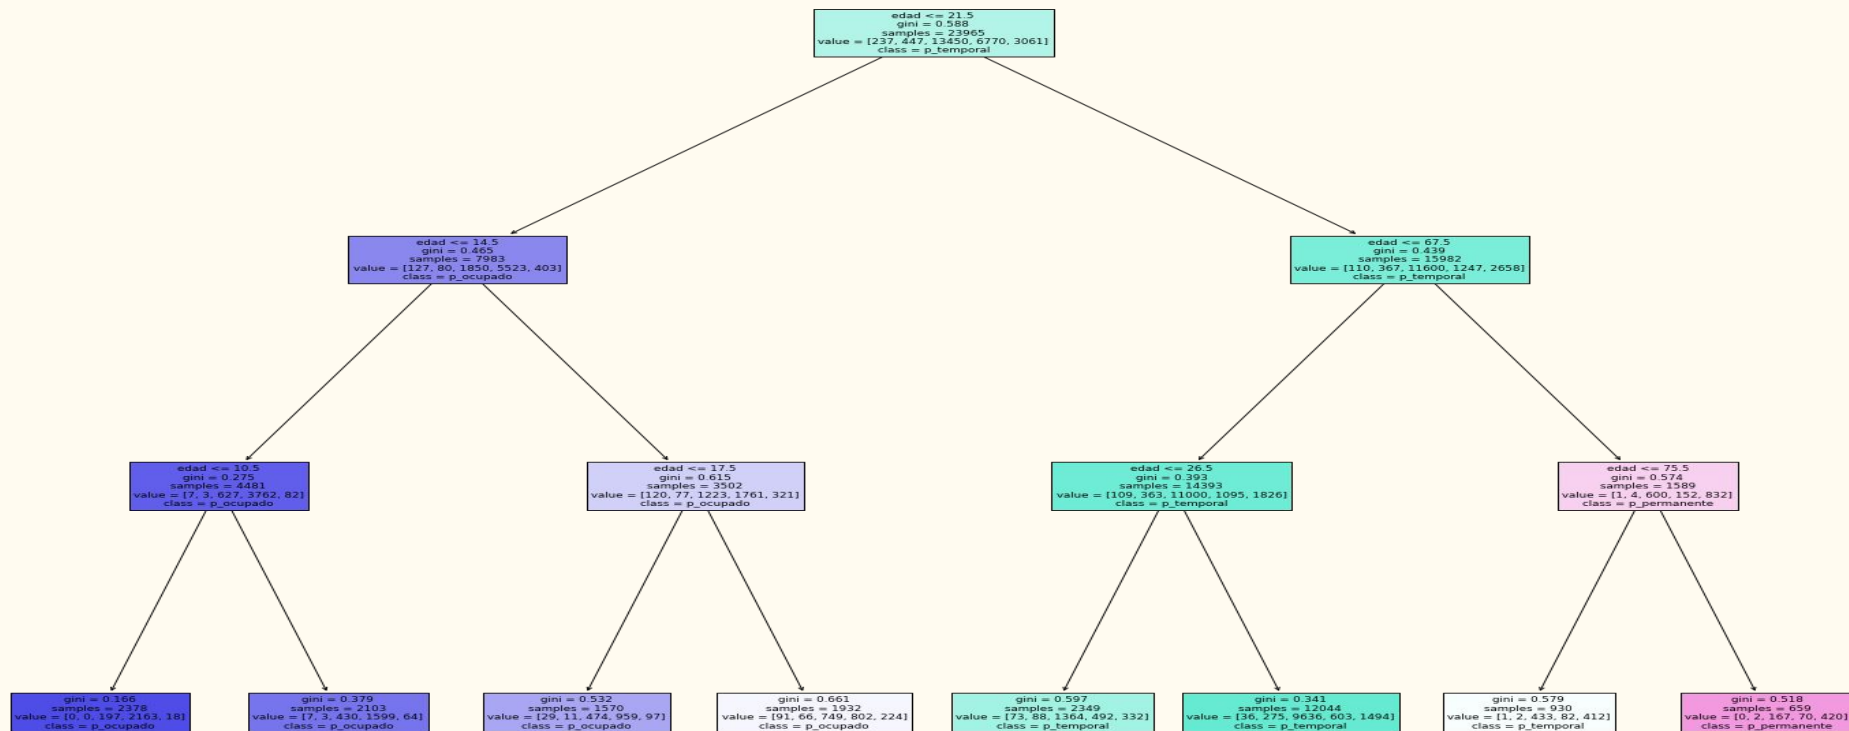 edad <= 21.5
gini = 0.588
samples = 23965
value = [237, 447, 13450, 6770, 3061]
class = p_temporal
edad <= 14.5
gini = 0.465
samples = 7983
value = [127, 80, 1850, 5523, 403]
class = p_ocupado
edad <= 67.5
gini = 0.439
samples = 15982
value = [110, 367, 11600, 1247, 2658]
class = p_temporal
edad <= 10.5
gini = 0.275
samples = 4481
value = [7, 3, 627, 3762, 82]
class = p_ocupado
edad <= 17.5
gini = 0.615
samples = 3502
value = [120, 77, 1223, 1761, 321]
class = p_ocupado
edad <= 26.5
gini = 0.393
samples = 14393
value = [109, 363, 11000, 1095, 1826]
class = p_temporal
edad <= 75.5
gini = 0.574
samples = 1589
value = [1, 4, 600, 152, 832]
class = p_permanente
gini = 0.166
samples = 2378
value = [0, 0, 197, 2163, 18]
class = p_ocupado
gini = 0.379
samples = 2103
value = [7, 3, 430, 1599, 64]
class = p_ocupado
gini = 0.532
samples = 1570
value = [29, 11, 474, 959, 97]
class = p_ocupado
gini = 0.661
samples = 1932
value = [91, 66, 749, 802, 224]
class = p_ocupado
gini = 0.597
samples = 2349
value = [73, 88, 1364, 492, 332]
class = p_temporal
gini = 0.341
samples = 12044
value = [36, 275, 9636, 603, 1494]
class = p_temporal
gini = 0.579
samples = 930
value = [1, 2, 433, 82, 412]
class = p_temporal
gini = 0.518
samples = 659
value = [0, 2, 167, 70, 420]
class = p_permanente